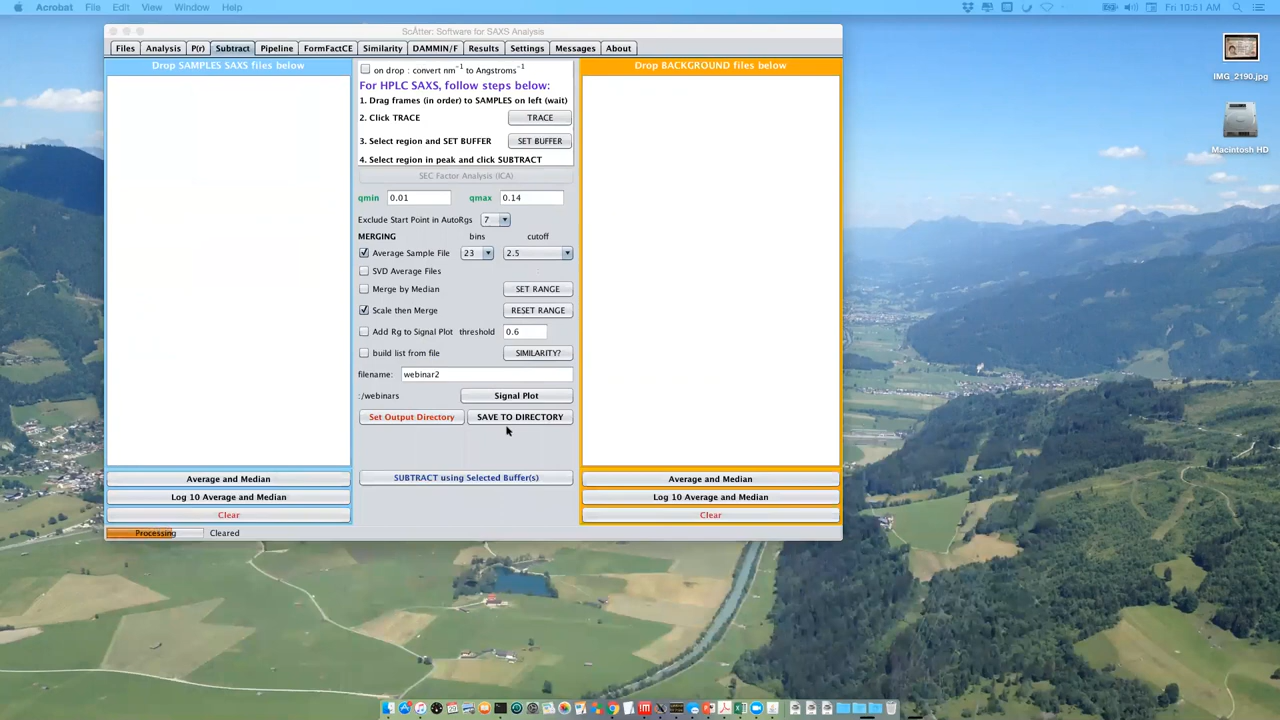 Acrobat File Edit View Window Help Fri 10:51 AM
ScÅtter: Software for SAXS Analysis
Files Analysis P(r) Subtract Pipeline FormFactCE Similarity DAMMIN/F Results Settings Messages About
Drop SAMPLES SAXS files below
on drop : convert nm⁻¹ to Angstroms⁻¹
For HPLC SAXS, follow steps below:
1. Drag frames (in order) to SAMPLES on left (wait)
2. Click TRACE TRACE
3. Select region and SET BUFFER SET BUFFER
4. Select region in peak and click SUBTRACT
SEC Factor Analysis (ICA)
qmin 0.01 qmax 0.14
Exclude Start Point in AutoRgs 7
MERGING bins cutoff
Average Sample File 23 2.5
SVD Average Files
Merge by Median SET RANGE
Scale then Merge RESET RANGE
Add Rg to Signal Plot threshold 0.6
build list from file SIMILARITY?
filename: webinar2
:/webinars Signal Plot
Set Output Directory SAVE TO DIRECTORY
SUBTRACT using Selected Buffer(s)
Drop BACKGROUND files below
Average and Median
Log 10 Average and Median
Clear
Average and Median
Log 10 Average and Median
Clear
Processing Cleared
IMG_2190.jpg
Macintosh HD